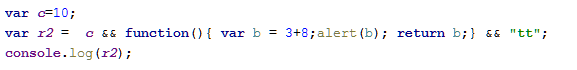 var c=10;
var r2 =  c && function(){ var b = 3+8;alert(b); return b;} && "tt";
console.log(r2);